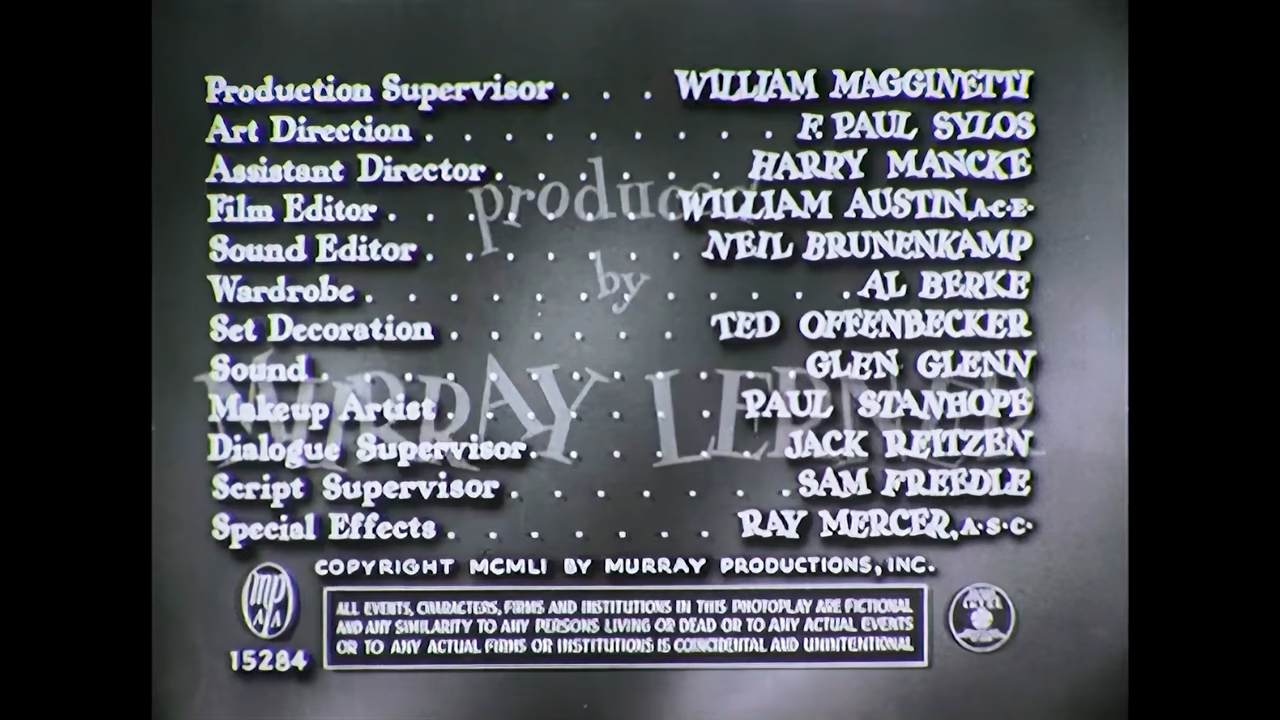 Production Supervisor. . . . WILLIAM MAGGINETTI
Art Direction . . . . . . . . . F. PAUL SYLOS
Assistant Director . . . . . . . HARRY MANCKE
Film Editor . . . . . . . . WILLIAM AUSTIN, A·C·E·
Sound Editor . . . . . . . NEIL BRUNENKAMP
Wardrobe . . . . . . . . . . . . . AL BERKE
Set Decoration . . . . . . TED OFFENBECKER
Sound . . . . . . . . . . . . GLEN GLENN
Makeup Artist . . . . . . . . PAUL STANHOPE
Dialogue Supervisor. . . . . . . JACK REITZEN
Script Supervisor . . . . . . . . SAM FREEDLE
Special Effects . . . . . . . RAY MERCER, A·S·C·
produced
by
MURRAY LERNER
COPYRIGHT MCMLI BY MURRAY PRODUCTIONS, INC.
MPAA
15284
ALL EVENTS, CHARACTERS, FIRMS AND INSTITUTIONS IN THIS PHOTOPLAY ARE FICTIONAL
AND ANY SIMILARITY TO ANY PERSONS LIVING OR DEAD OR TO ANY ACTUAL EVENTS
OR TO ANY ACTUAL FIRMS OR INSTITUTIONS IS COINCIDENTAL AND UNINTENTIONAL